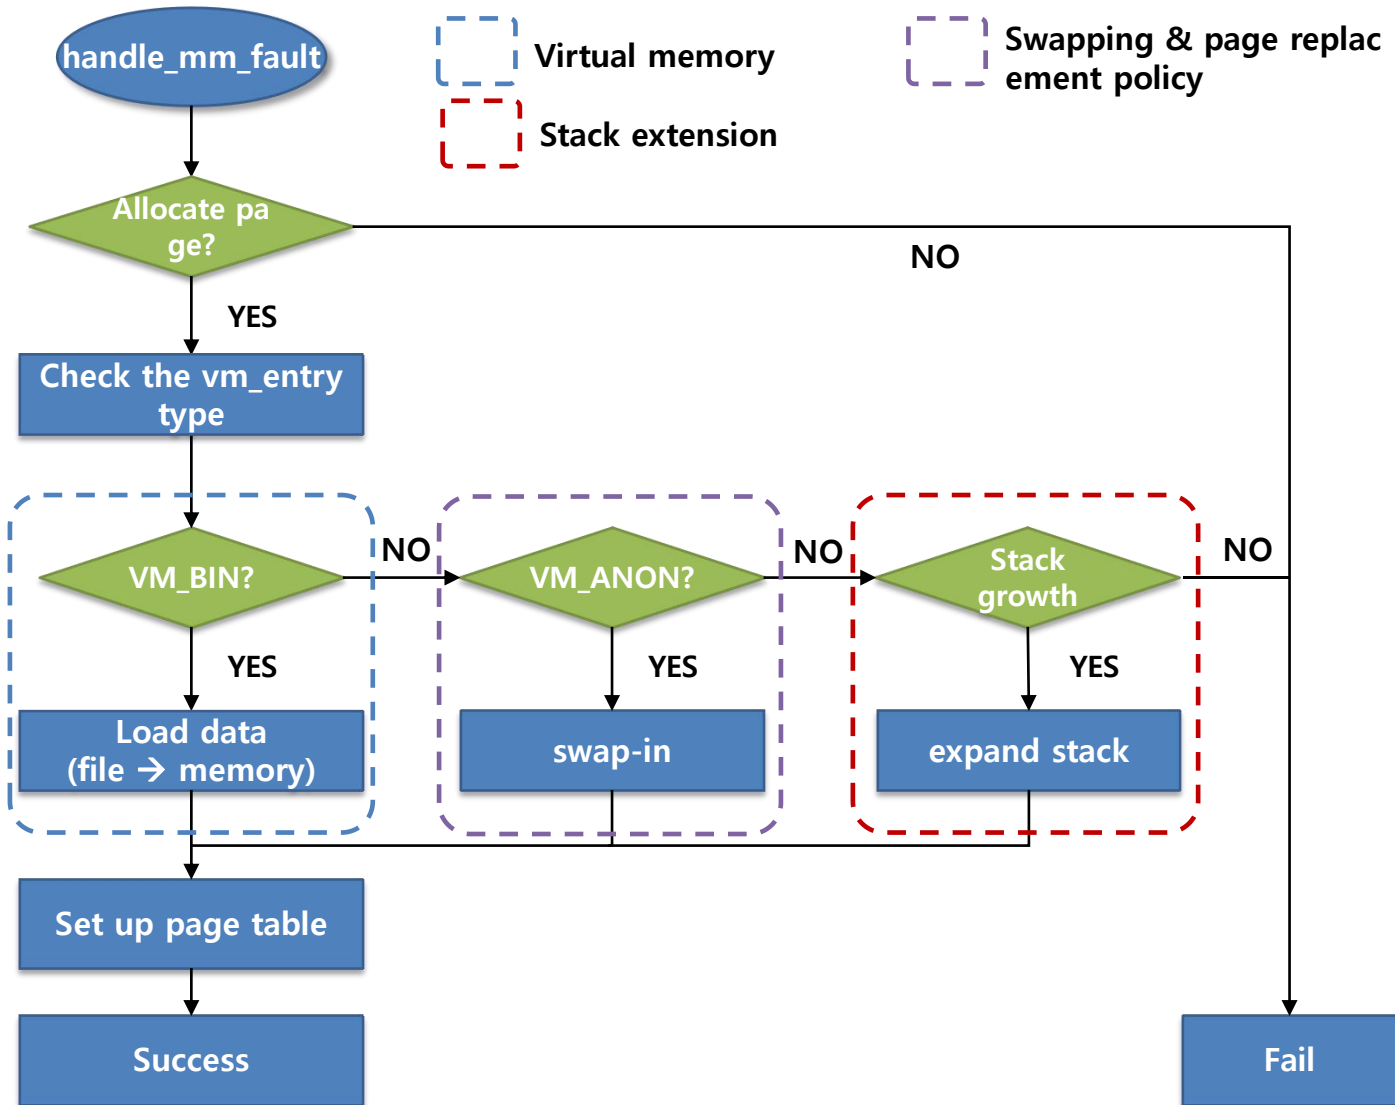 handle_mm_fault
Virtual memory
Swapping & page replac
ement policy
Stack extension
Allocate pa
ge?
NO
YES
Check the vm_entry
type
VM_BIN?
NO
VM_ANON?
NO
Stack
growth
NO
YES
YES
YES
Load data
(file → memory)
swap-in
expand stack
Set up page table
Success
Fail